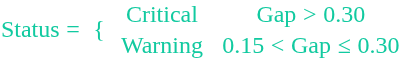 Status = { Critical Gap > 0.30
Warning 0.15 < Gap ≤ 0.30